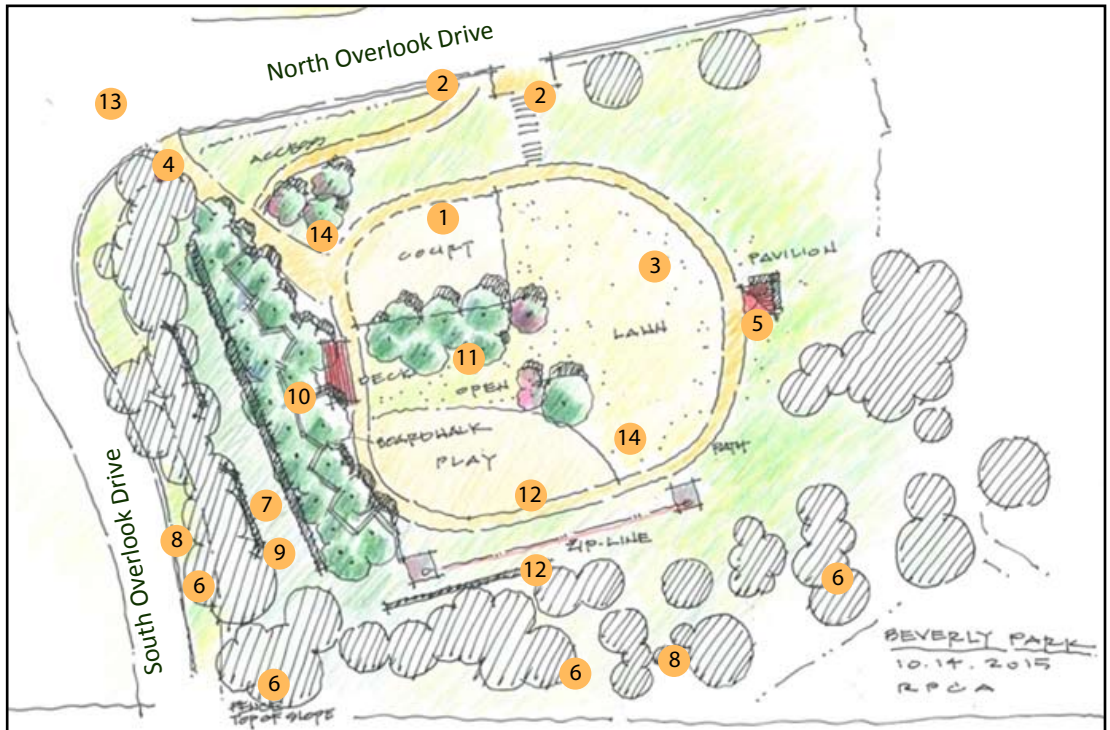 North Overlook Drive
13
2
2
ACCESS
4
14
1
COURT
3
PAVILION
5
LAWN
11
DECK
OPEN
10
BOARDWALK
PLAY
14
PATH
12
7
ZIP-LINE
South Overlook Drive
8
9
12
6
6
BEVERLY PARK
10.14.2015
RPCA
8
6
6
FENCE
TOP OF SLOPE